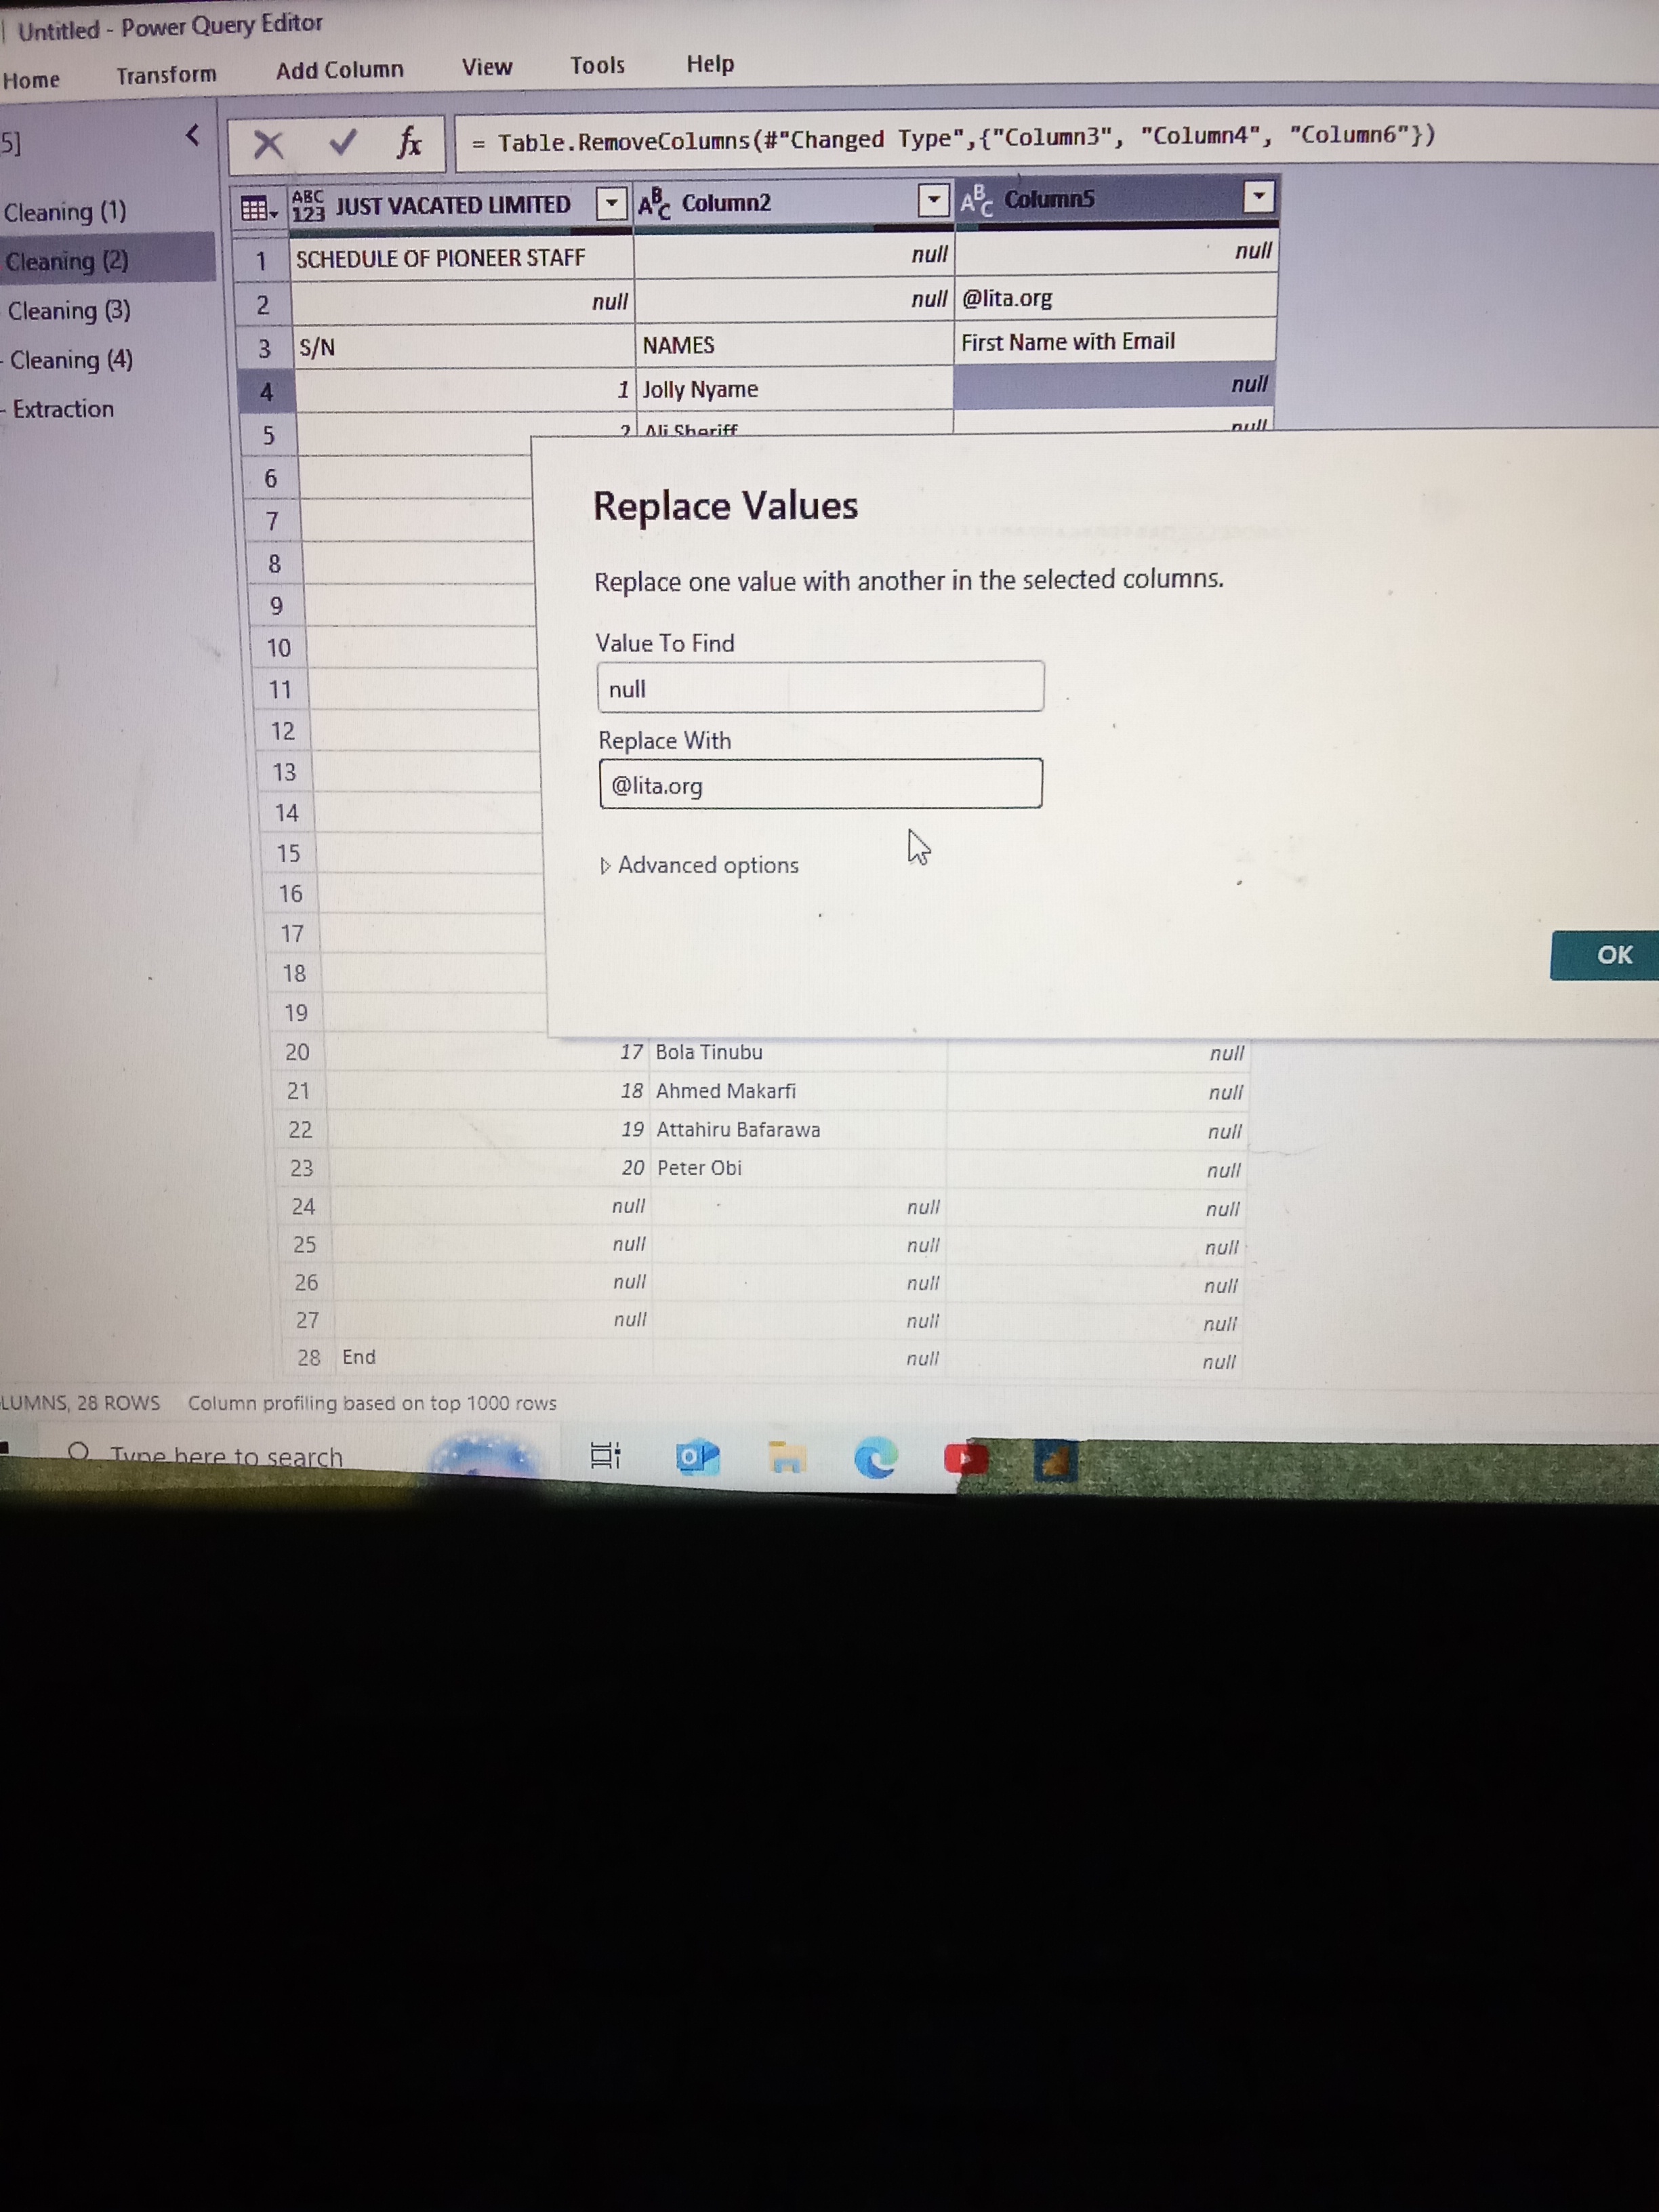 Untitled - Power Query Editor
Home Transform Add Column View Tools Help
5]
fx = Table.RemoveColumns(#"Changed Type",{"Column3", "Column4", "Column6"})
Cleaning (1)
Cleaning (2)
Cleaning (3)
- Cleaning (4)
- Extraction
ABC 123 JUST VACATED LIMITED ABC Column2 ABC Column5
1 SCHEDULE OF PIONEER STAFF null null
2 null null @lita.org
3 S/N NAMES First Name with Email
4 1 Jolly Nyame null
5 2 Ali Sheriff null
6
7
8
9
10
11
12
13
14
15
16
17
18
19
Replace Values
Replace one value with another in the selected columns.
Value To Find
null
Replace With
@lita.org
Advanced options
OK
20 17 Bola Tinubu null
21 18 Ahmed Makarfi null
22 19 Attahiru Bafarawa null
23 20 Peter Obi null
24 null null null
25 null null null
26 null null null
27 null null null
28 End null null
LUMNS, 28 ROWS Column profiling based on top 1000 rows
Type here to search